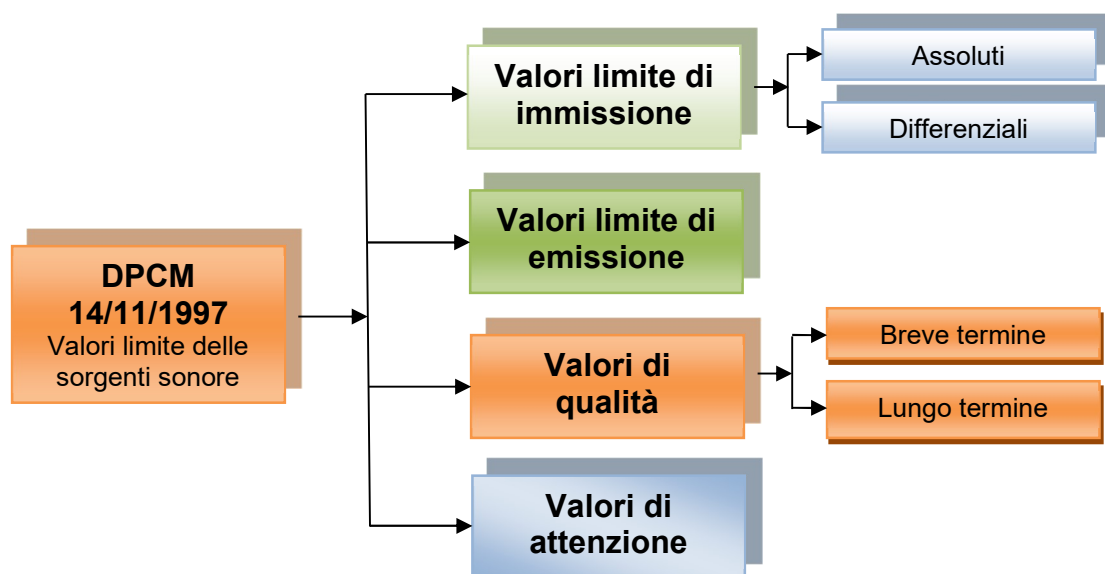 DPCM
14/11/1997
Valori limite delle
sorgenti sonore
Valori limite di
immissione
Assoluti
Differenziali
Valori limite di
emissione
Valori di
qualità
Breve termine
Lungo termine
Valori di
attenzione